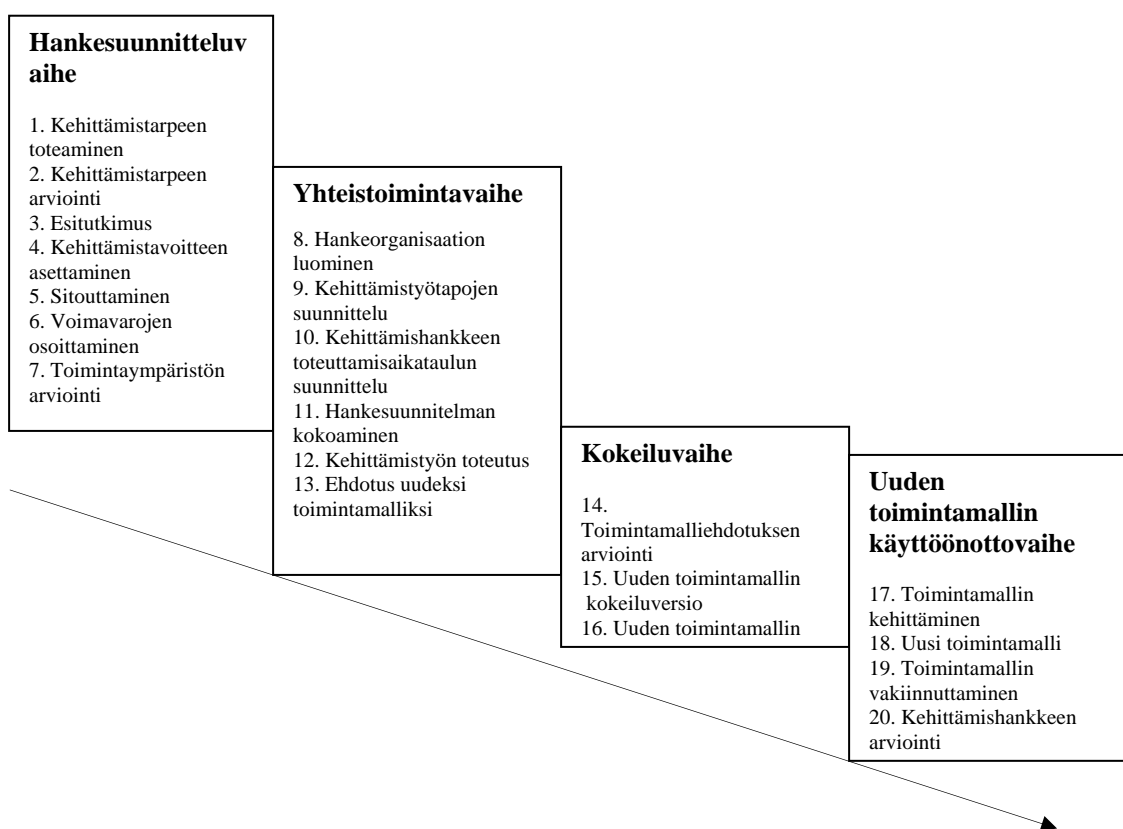 Hankesuunnitteluv
aihe
1. Kehittämistarpeen
toteaminen
2. Kehittämistarpeen
arviointi
3. Esitutkimus
4. Kehittämistavoitteen
asettaminen
5. Sitouttaminen
6. Voimavarojen
osoittaminen
7. Toimintaympäristön
arviointi
Yhteistoimintavaihe
8. Hankeorganisaation
luominen
9. Kehittämistyötapojen
suunnittelu
10. Kehittämishankkeen
toteuttamisaikataulun
suunnittelu
11. Hankesuunnitelman
kokoaminen
12. Kehittämistyön toteutus
13. Ehdotus uudeksi
toimintamalliksi
Kokeiluvaihe
14.
Toimintamalliehdotuksen
arviointi
15. Uuden toimintamallin
kokeiluversio
16. Uuden toimintamallin
Uuden
toimintamallin
käyttöönottovaihe
17. Toimintamallin
kehittäminen
18. Uusi toimintamalli
19. Toimintamallin
vakiinnuttaminen
20. Kehittämishankkeen
arviointi